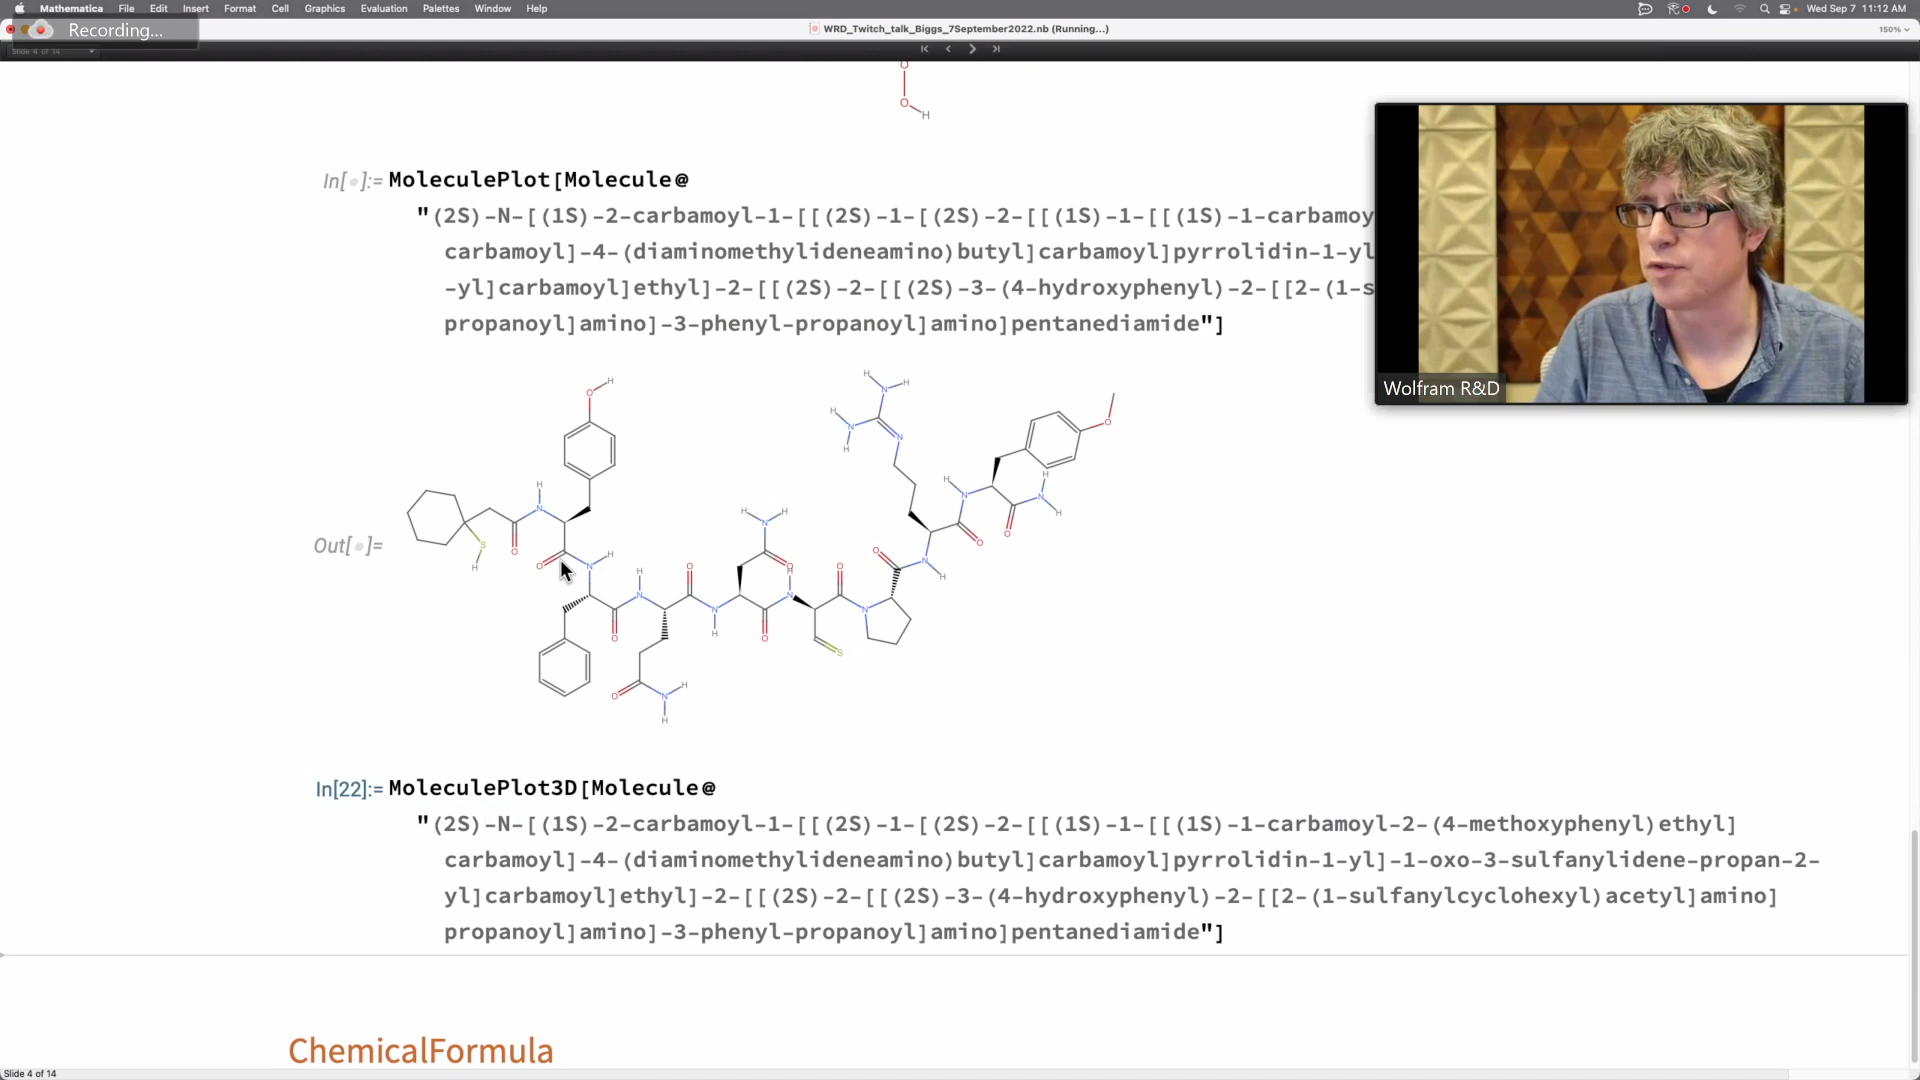 Mathematica File Edit Insert Format Cell Graphics Evaluation Palettes Window Help Wed Sep 7 11:12 AM
Recording...
WRD_Twitch_talk_Biggs_7September2022.nb (Running...)
150%
Slide 4 of 14
O
O
H
In[ ]:= MoleculePlot[Molecule@
"(2S)-N-[(1S)-2-carbamoyl-1-[[(2S)-1-[(2S)-2-[[(1S)-1-[[(1S)-1-carbamoy
carbamoyl]-4-(diaminomethylideneamino)butyl]carbamoyl]pyrrolidin-1-yl
-yl]carbamoyl]ethyl]-2-[[(2S)-2-[[(2S)-3-(4-hydroxyphenyl)-2-[[2-(1-s
propanoyl]amino]-3-phenyl-propanoyl]amino]pentanediamide"]
Wolfram R&D
Out[ ]=
In[22]:= MoleculePlot3D[Molecule@
"(2S)-N-[(1S)-2-carbamoyl-1-[[(2S)-1-[(2S)-2-[[(1S)-1-[[(1S)-1-carbamoyl-2-(4-methoxyphenyl)ethyl]
carbamoyl]-4-(diaminomethylideneamino)butyl]carbamoyl]pyrrolidin-1-yl]-1-oxo-3-sulfanylidene-propan-2-
yl]carbamoyl]ethyl]-2-[[(2S)-2-[[(2S)-3-(4-hydroxyphenyl)-2-[[2-(1-sulfanylcyclohexyl)acetyl]amino]
propanoyl]amino]-3-phenyl-propanoyl]amino]pentanediamide"]
ChemicalFormula
Slide 4 of 14